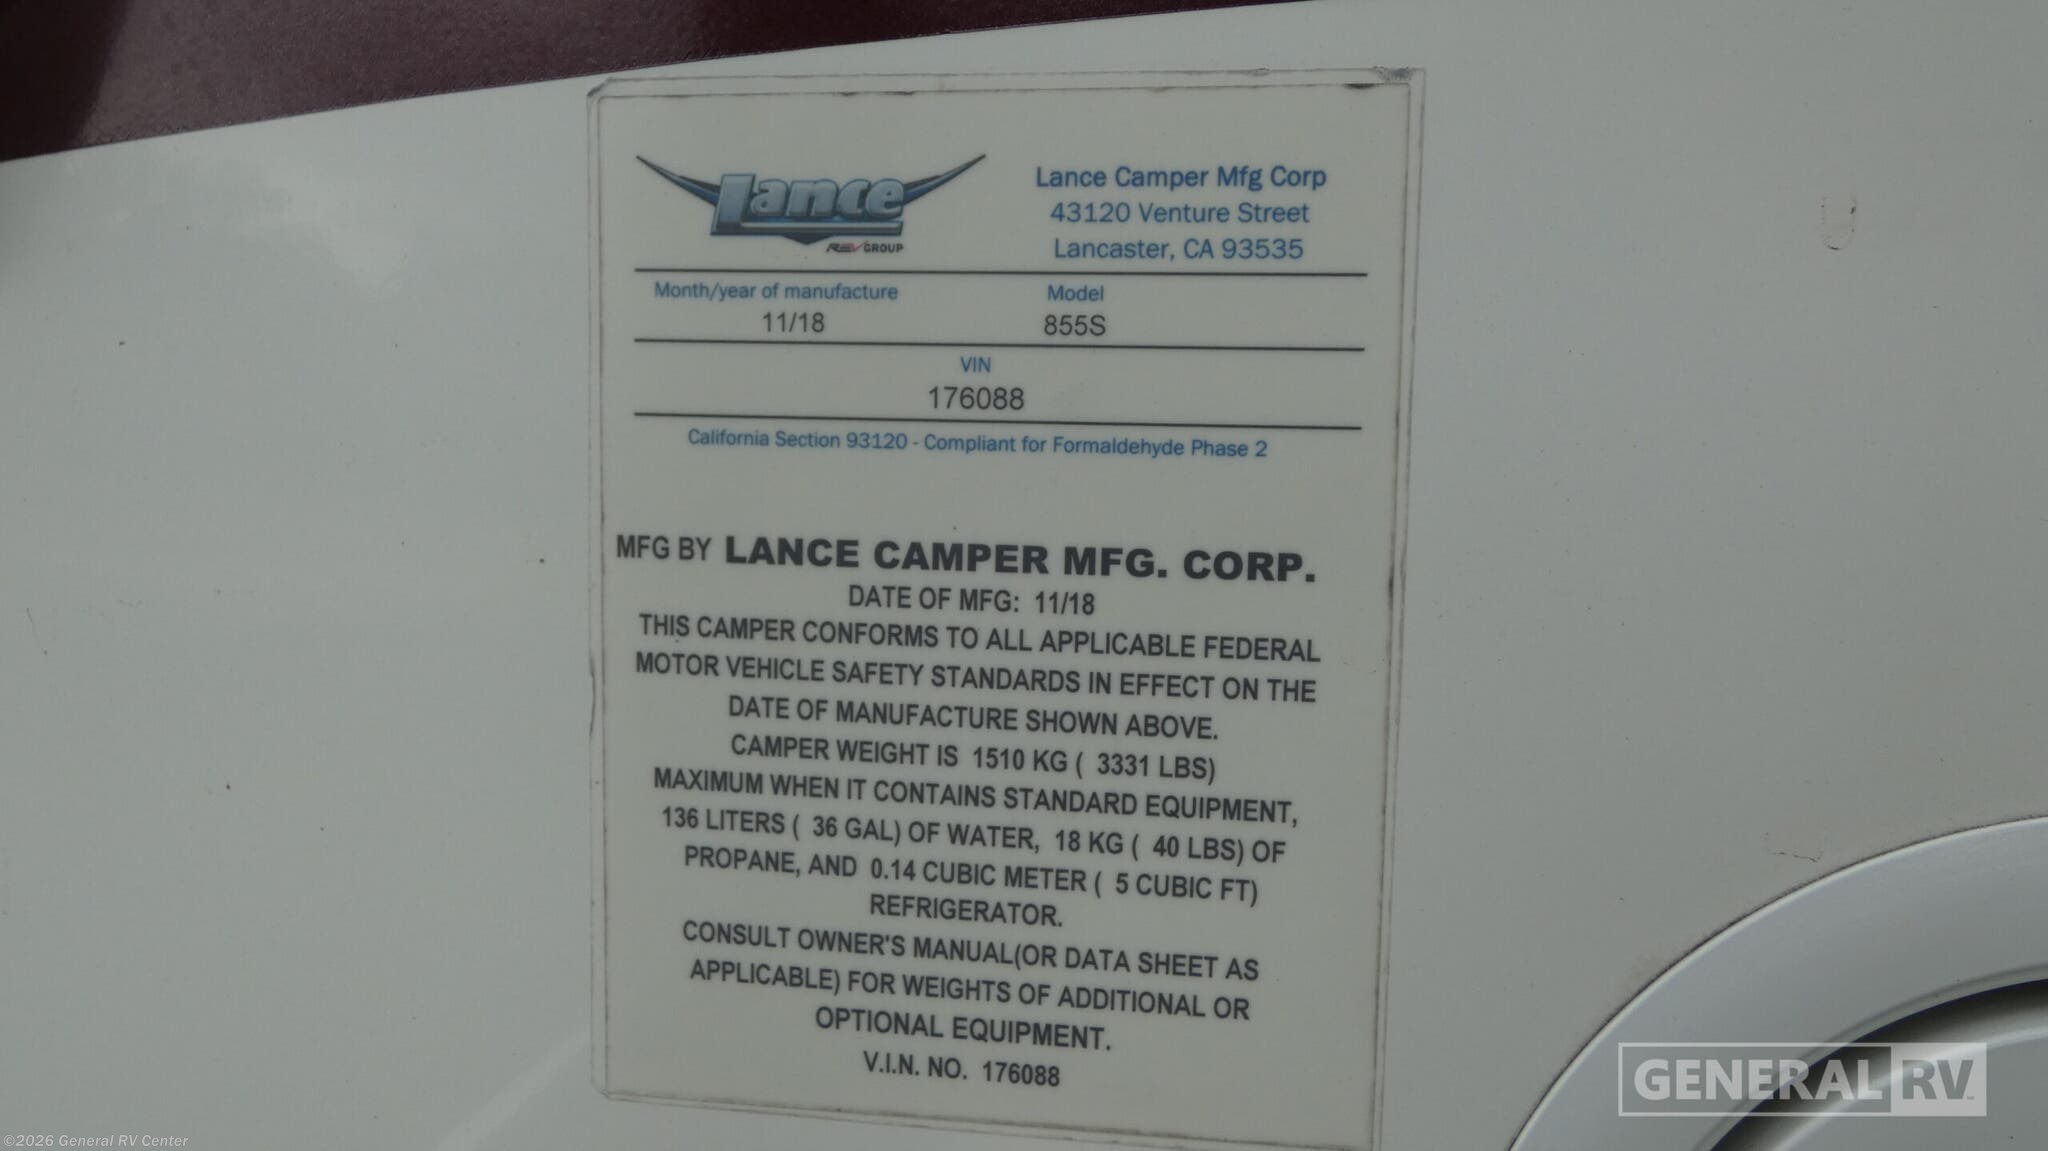 Lance
REV GROUP
Lance Camper Mfg Corp
43120 Venture Street
Lancaster, CA 93535
Month/year of manufacture Model
11/18 855S
VIN
176088
California Section 93120 - Compliant for Formaldehyde Phase 2
MFG BY LANCE CAMPER MFG. CORP.
DATE OF MFG: 11/18
THIS CAMPER CONFORMS TO ALL APPLICABLE FEDERAL
MOTOR VEHICLE SAFETY STANDARDS IN EFFECT ON THE
DATE OF MANUFACTURE SHOWN ABOVE.
CAMPER WEIGHT IS 1510 KG ( 3331 LBS)
MAXIMUM WHEN IT CONTAINS STANDARD EQUIPMENT,
136 LITERS ( 36 GAL) OF WATER, 18 KG ( 40 LBS) OF
PROPANE, AND 0.14 CUBIC METER ( 5 CUBIC FT)
REFRIGERATOR.
CONSULT OWNER'S MANUAL(OR DATA SHEET AS
APPLICABLE) FOR WEIGHTS OF ADDITIONAL OR
OPTIONAL EQUIPMENT.
V.I.N. NO. 176088
GENERAL RV
©2026 General RV Center